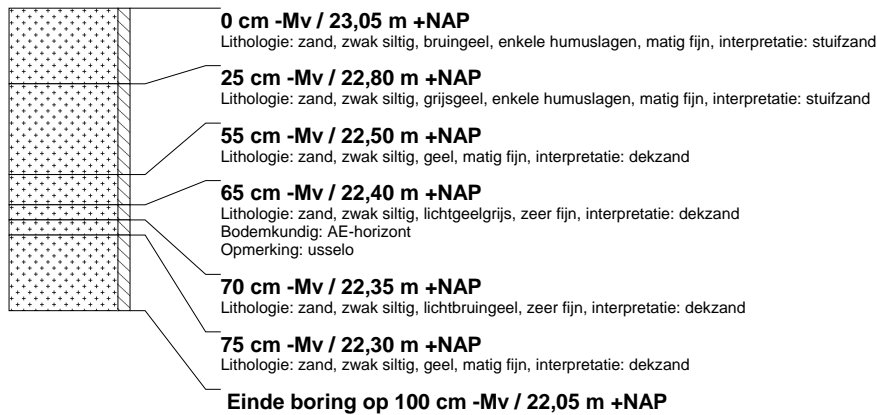 0 cm -Mv / 23,05 m +NAP
Lithologie: zand, zwak siltig, bruingeel, enkele humuslagen, matig fijn, interpretatie: stuifzand
25 cm -Mv / 22,80 m +NAP
Lithologie: zand, zwak siltig, grijsgeel, enkele humuslagen, matig fijn, interpretatie: stuifzand
55 cm -Mv / 22,50 m +NAP
Lithologie: zand, zwak siltig, geel, matig fijn, interpretatie: dekzand
65 cm -Mv / 22,40 m +NAP
Lithologie: zand, zwak siltig, lichtgeelgrijs, zeer fijn, interpretatie: dekzand
Bodemkundig: AE-horizont
Opmerking: usselo
70 cm -Mv / 22,35 m +NAP
Lithologie: zand, zwak siltig, lichtbruingeel, zeer fijn, interpretatie: dekzand
75 cm -Mv / 22,30 m +NAP
Lithologie: zand, zwak siltig, geel, matig fijn, interpretatie: dekzand
Einde boring op 100 cm -Mv / 22,05 m +NAP